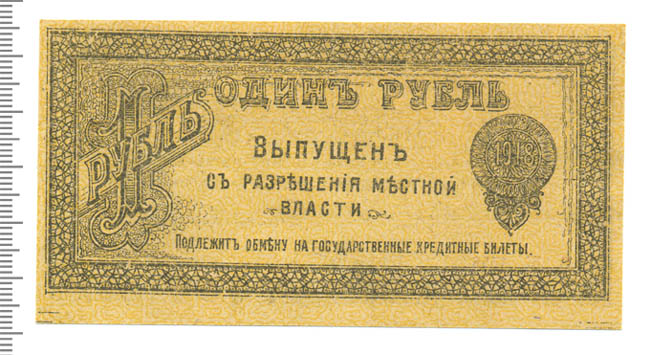 ОДИНЪ РУБЛЬ
1 РУБЛЬ
ВЫПУЩЕНЪ
СЪ РАЗРѢШЕНІЯ МѢСТНОЙ
ВЛАСТИ
1918
ПОДЛЕЖИТЪ ОБМѢНУ НА ГОСУДАРСТВЕННЫЕ КРЕДИТНЫЕ БИЛЕТЫ.